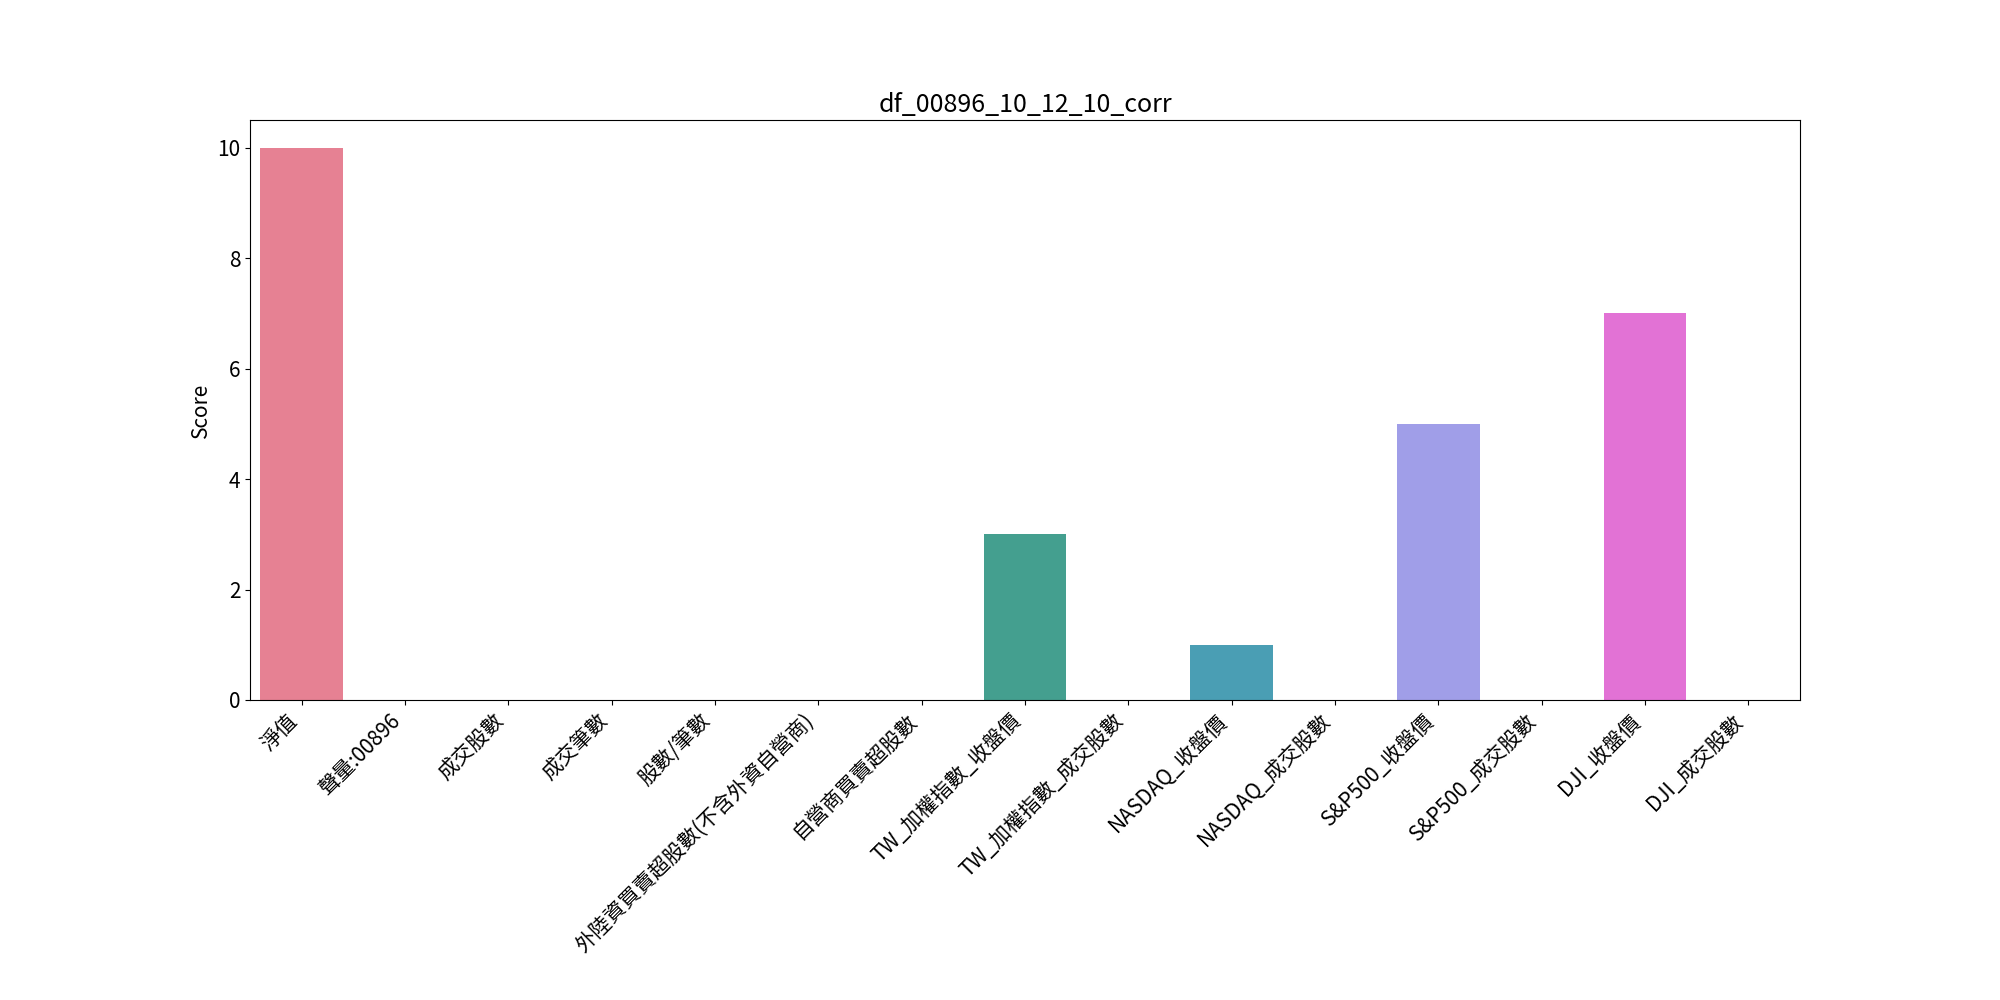 df_00896_10_12_10_corr
10
8
6
4
2
0
Score
淨值
聲量:00896
成交股數
成交筆數
股數/筆數
外陸資買賣超股數(不含外資自營商)
自營商買賣超股數
TW_加權指數_收盤價
TW_加權指數_成交股數
NASDAQ_收盤價
NASDAQ_成交股數
S&P500_收盤價
S&P500_成交股數
DJI_收盤價
DJI_成交股數